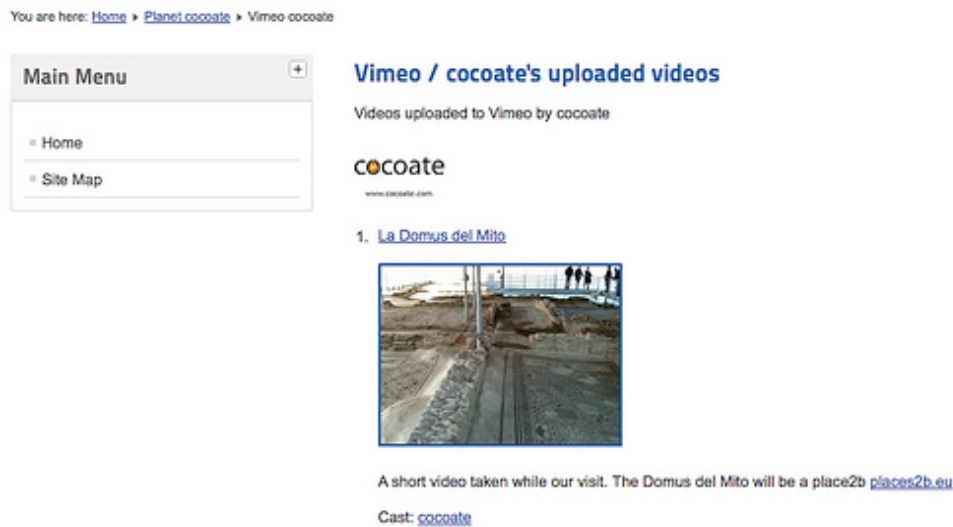 You are here: Home ▸ Planet cocoate ▸ Vimeo cocoate
Main Menu
+
Home
Site Map
Vimeo / cocoate's uploaded videos
Videos uploaded to Vimeo by cocoate
cocoate
www.cocoate.com
1. La Domus del Mito
A short video taken while our visit. The Domus del Mito will be a place2b places2b.eu
Cast: cocoate